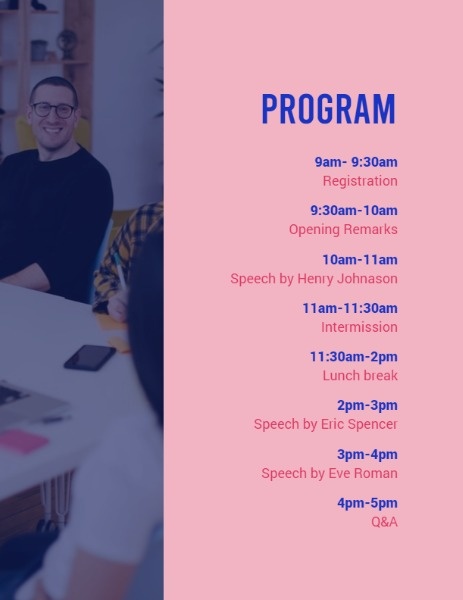 PROGRAM
9am- 9:30am
Registration
9:30am-10am
Opening Remarks
10am-11am
Speech by Henry Johnason
11am-11:30am
Intermission
11:30am-2pm
Lunch break
2pm-3pm
Speech by Eric Spencer
3pm-4pm
Speech by Eve Roman
4pm-5pm
Q&A